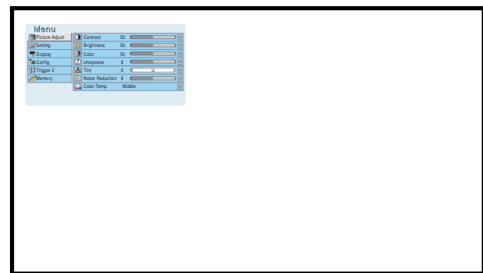 Menu
Picture Adjust
Setting
Display
Config
Trigger 2
Memory
Contrast 50
Brightness 50
Color 50
sharpness 8
Tint 0
Noise Reduction 8
Color Temp. Middle